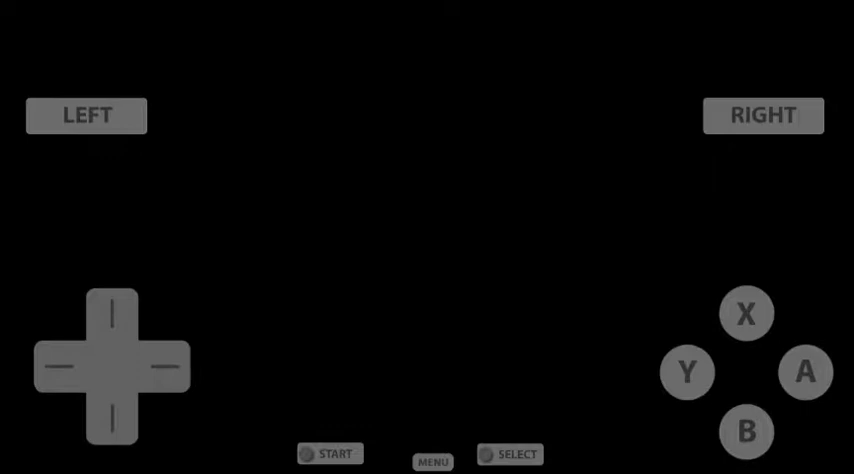 LEFT
RIGHT
X
Y
A
B
START
MENU
SELECT